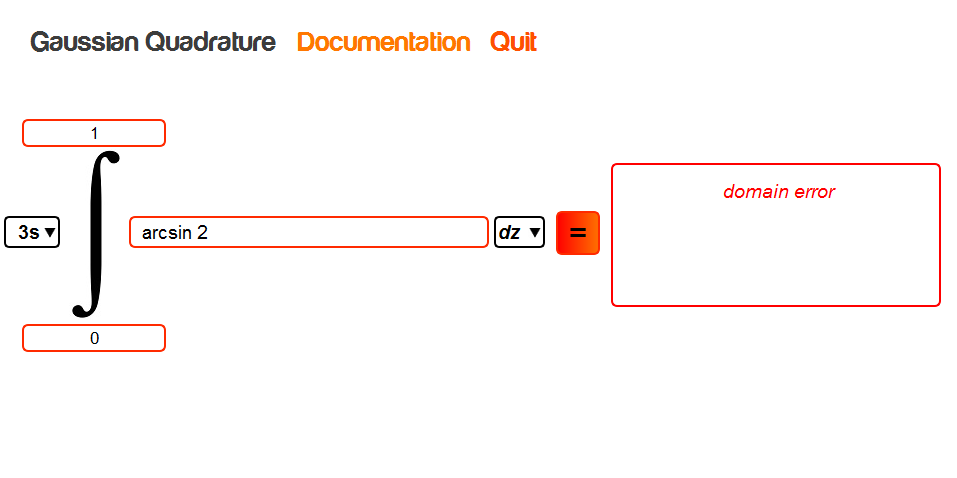 Gaussian Quadrature Documentation Quit
1
3s ▼ ∫ arcsin 2 dz ▼ = domain error
0